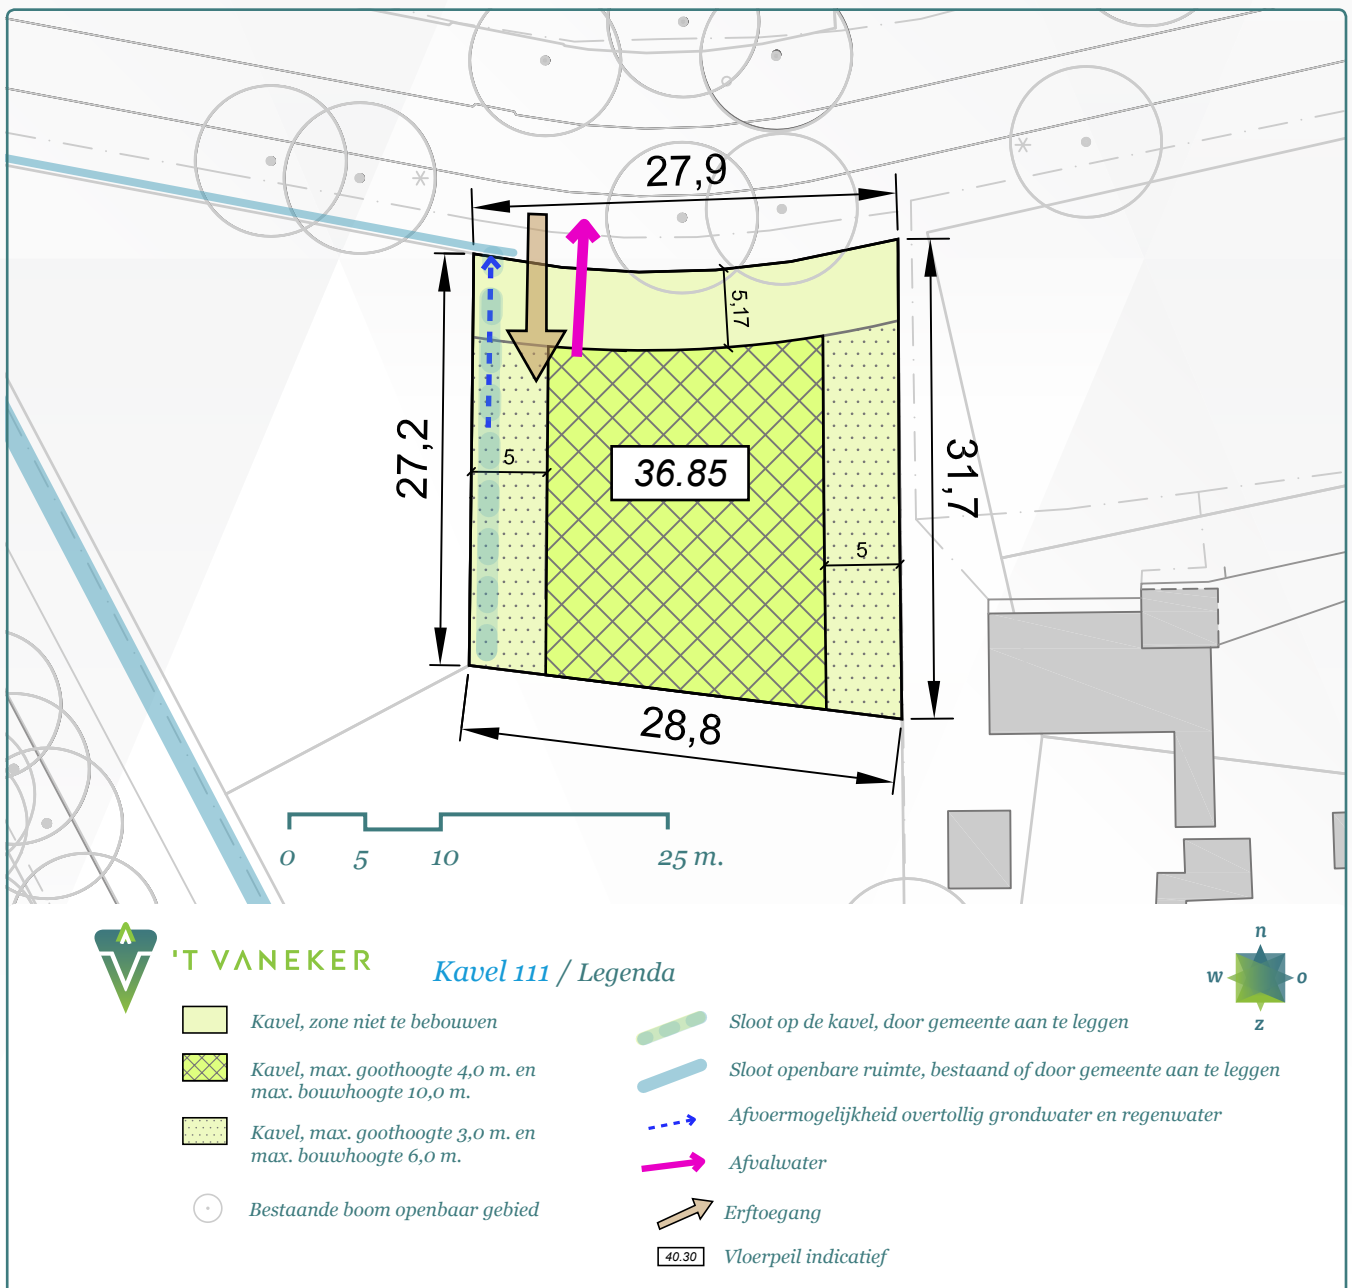 27,9
5,17
27,2
31,7
5
36.85
5
28,8
0 5 10 25 m.
'T VANEKER
Kavel 111 / Legenda
n
w o
z
Kavel, zone niet te bebouwen
Kavel, max. goothoogte 4,0 m. en
max. bouwhoogte 10,0 m.
Kavel, max. goothoogte 3,0 m. en
max. bouwhoogte 6,0 m.
Bestaande boom openbaar gebied
Sloot op de kavel, door gemeente aan te leggen
Sloot openbare ruimte, bestaand of door gemeente aan te leggen
Afvoermogelijkheid overtollig grondwater en regenwater
Afvalwater
Erftoegang
40.30 Vloerpeil indicatief